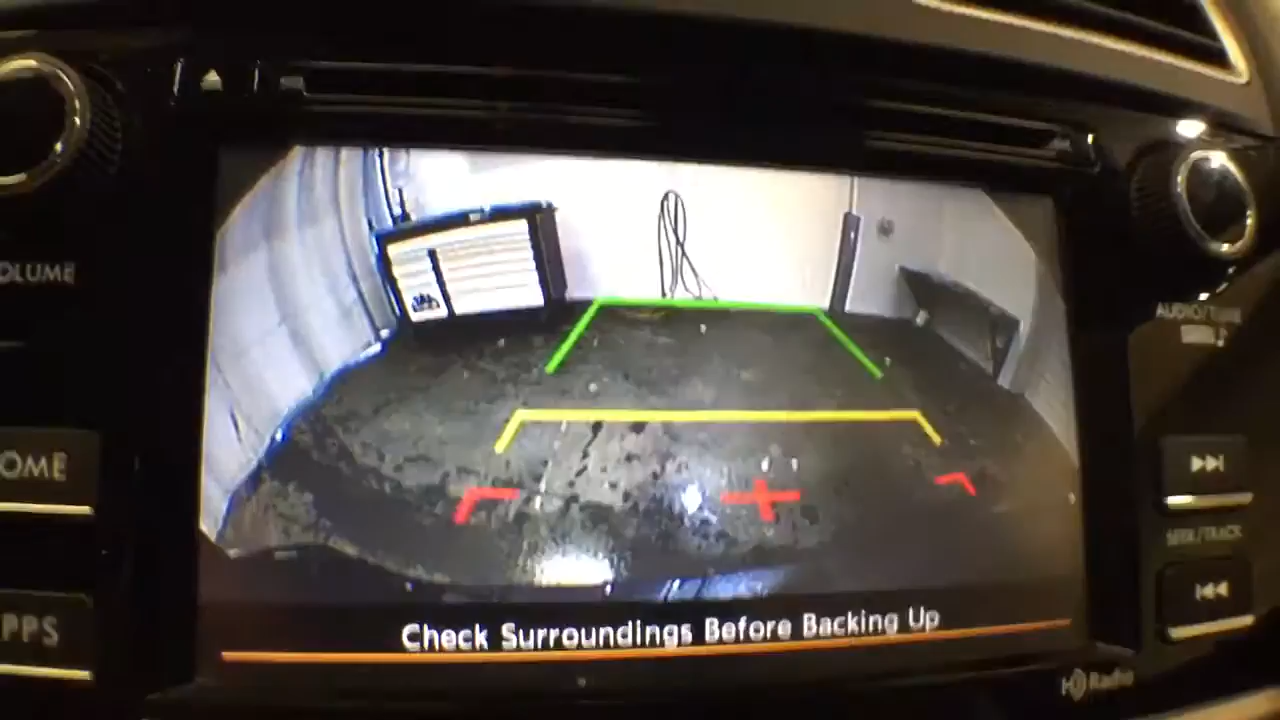 OLUME
OME
PPS
Check Surroundings Before Backing Up
AUDIO/TUNE
SEEK/TRACK
HD Radio